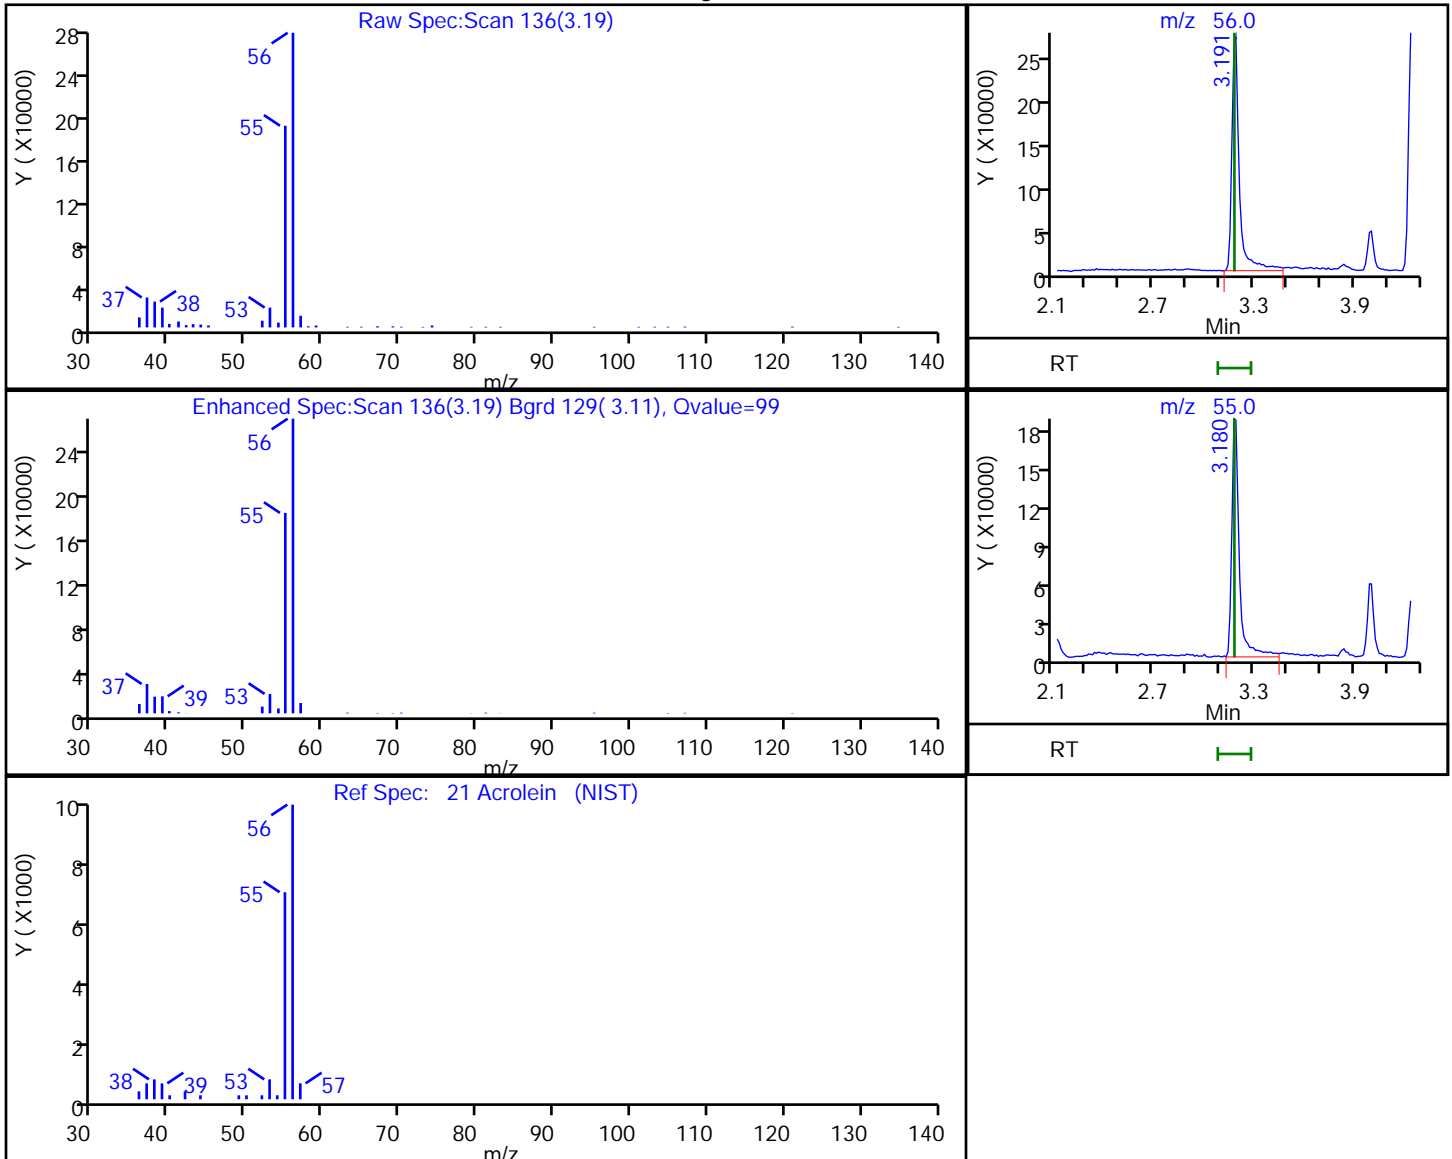 Raw Spec:Scan 136(3.19)
Y ( X10000)
28
24
20
16
12
8
4
0
56
55
37
38
53
30 40 50 60 70 80 90 100 110 120 130 140
m/z
m/z 56.0
Y ( X10000)
25
20
15
10
5
0
3.191
2.1 2.7 3.3 3.9
Min
RT
Enhanced Spec:Scan 136(3.19) Bgrd 129( 3.11), Qvalue=99
Y ( X10000)
24
20
16
12
8
4
0
56
55
37
39
53
30 40 50 60 70 80 90 100 110 120 130 140
m/z
m/z 55.0
Y ( X10000)
18
15
12
9
6
3
0
3.180
2.1 2.7 3.3 3.9
Min
RT
Ref Spec: 21 Acrolein (NIST)
Y ( X1000)
10
8
6
4
2
0
56
55
38
39
53
57
30 40 50 60 70 80 90 100 110 120 130 140
m/z